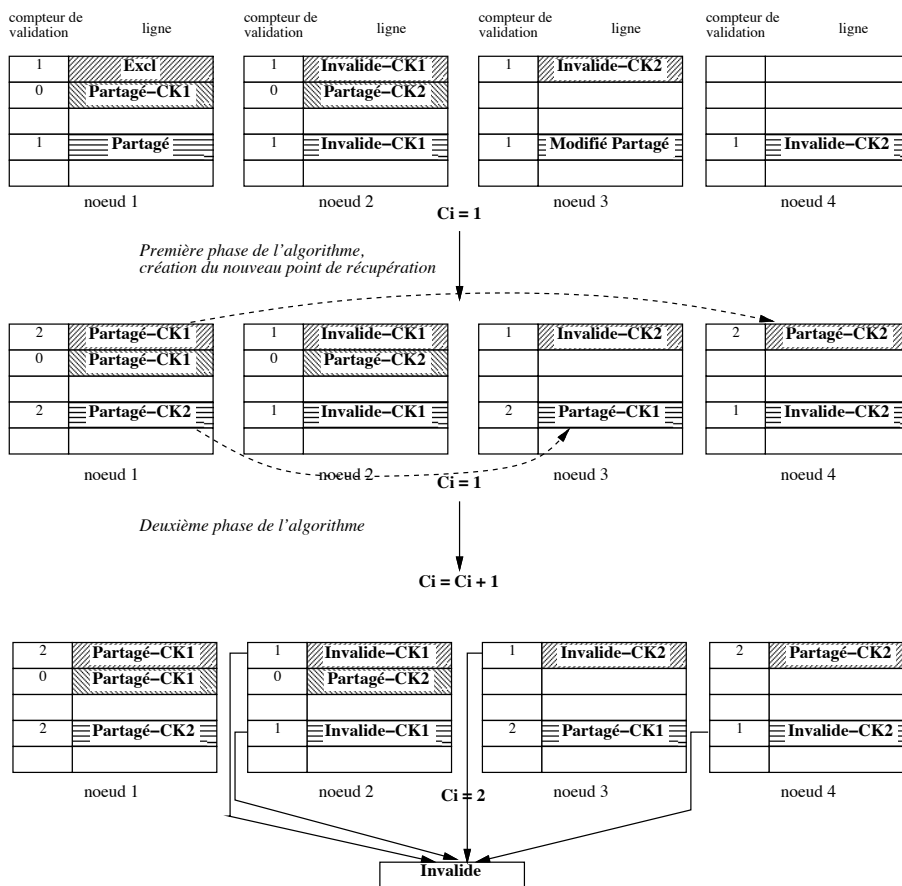 compteur de validation ligne compteur de validation ligne compteur de validation ligne compteur de validation ligne
1 Excl 1 Invalide-CK1 1 Invalide-CK2
0 Partagé-CK1 0 Partagé-CK2
1 Partagé 1 Invalide-CK1 1 Modifié Partagé 1 Invalide-CK2
noeud 1 noeud 2 noeud 3 noeud 4
Ci = 1
Première phase de l'algorithme,
création du nouveau point de récupération
2 Partagé-CK1 1 Invalide-CK1 1 Invalide-CK2 2 Partagé-CK2
0 Partagé-CK1 0 Partagé-CK2
2 Partagé-CK2 1 Invalide-CK1 2 Partagé-CK1 1 Invalide-CK2
noeud 1 noeud 2 noeud 3 noeud 4
Ci = 1
Deuxième phase de l'algorithme
Ci = Ci + 1
2 Partagé-CK1 1 Invalide-CK1 1 Invalide-CK2 2 Partagé-CK2
0 Partagé-CK1 0 Partagé-CK2
2 Partagé-CK2 1 Invalide-CK1 2 Partagé-CK1 1 Invalide-CK2
noeud 1 noeud 2 noeud 3 noeud 4
Ci = 2
Invalide